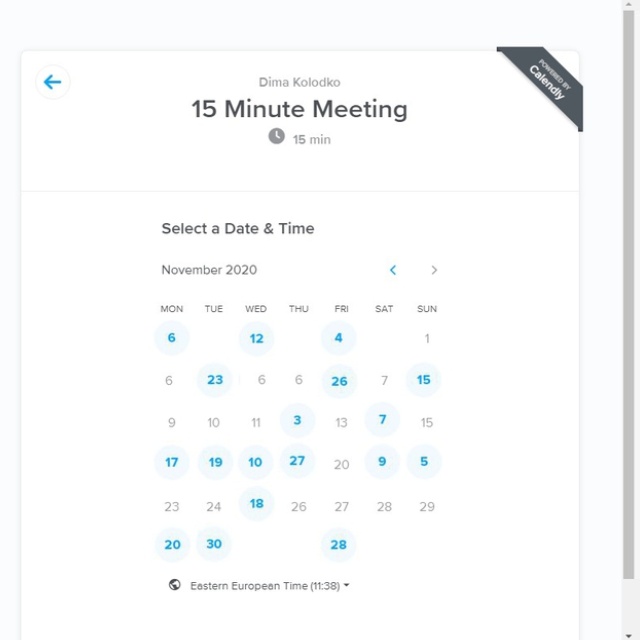 POWERED BY
Calendly
Dima Kolodko
15 Minute Meeting
15 min
Select a Date & Time
November 2020
MON TUE WED THU FRI SAT SUN
6 12 4 1
6 23 6 6 26 7 15
9 10 11 3 13 7 15
17 19 10 27 20 9 5
23 24 18 26 27 28 29
20 30 28
Eastern European Time (11:38)